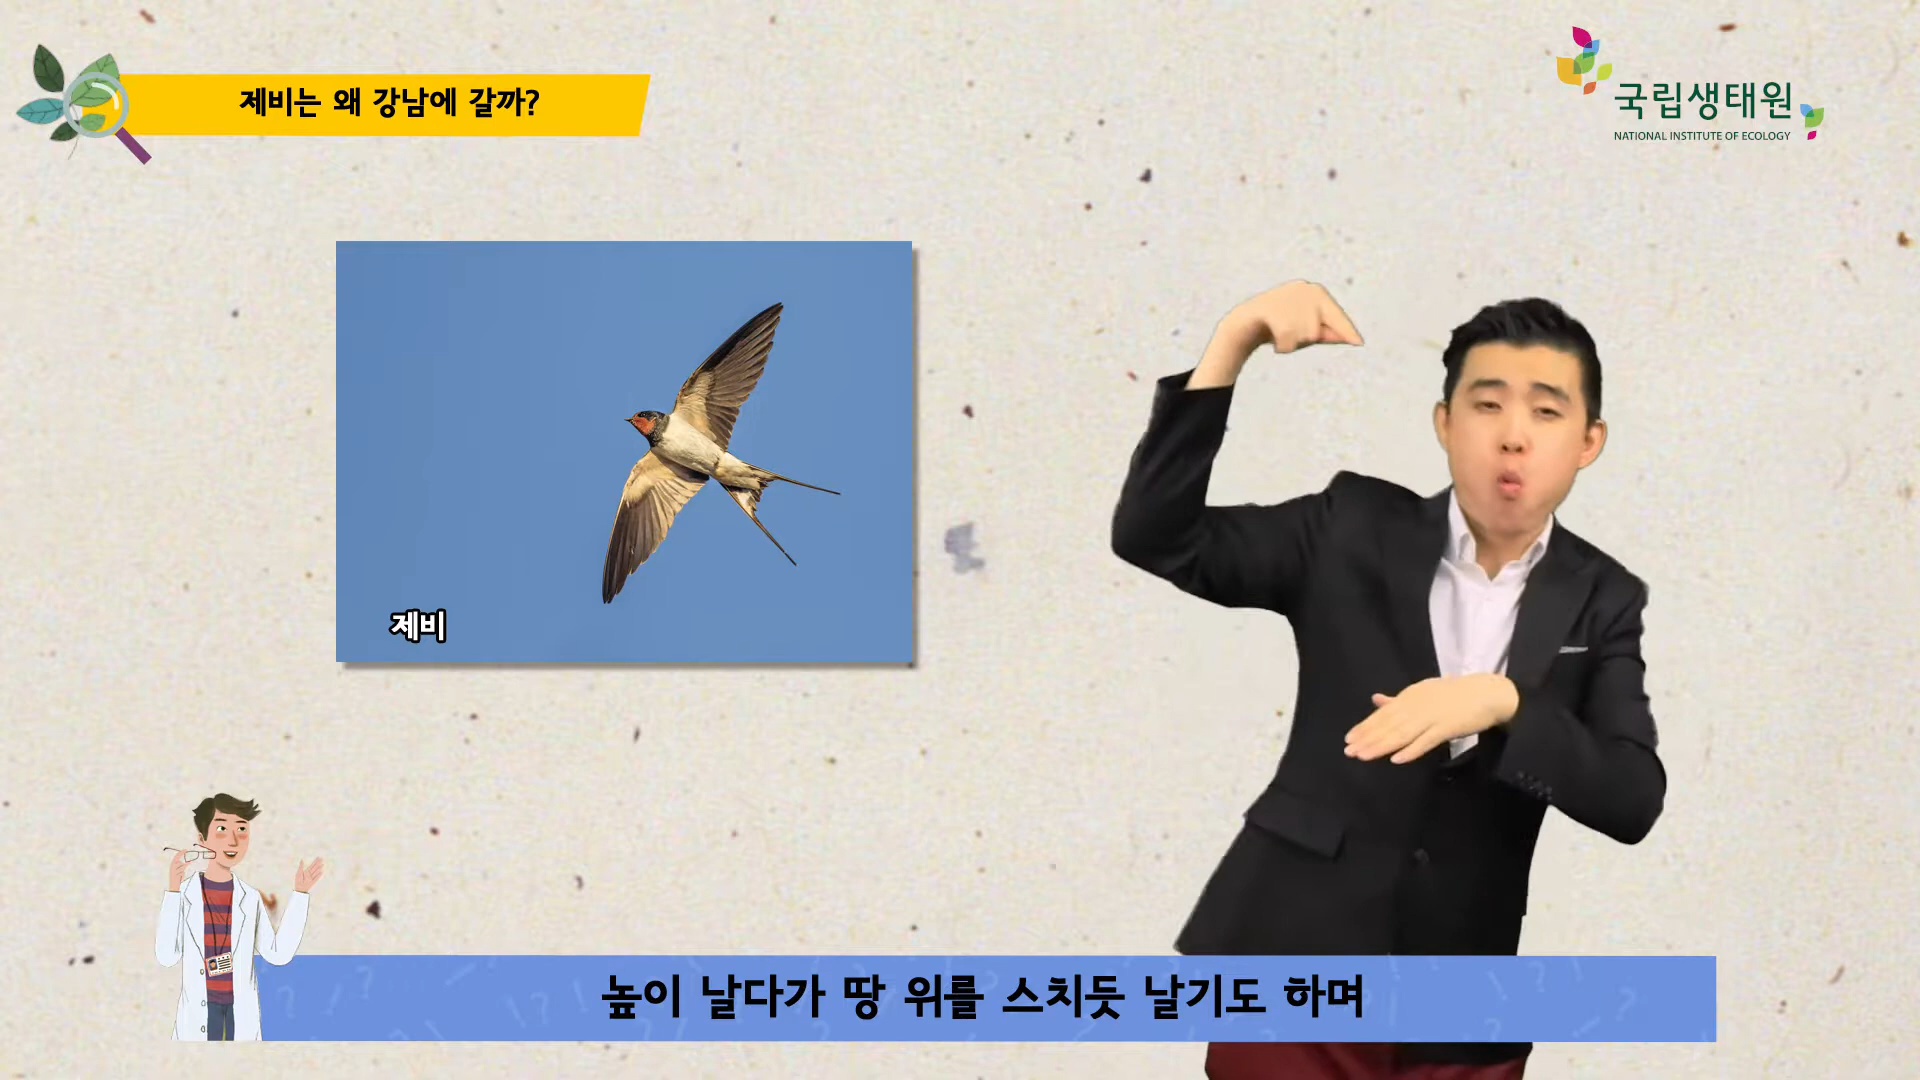 제비는 왜 강남에 갈까?
국립생태원
NATIONAL INSTITUTE OF ECOLOGY
제비
높이 날다가 땅 위를 스치듯 날기도 하며